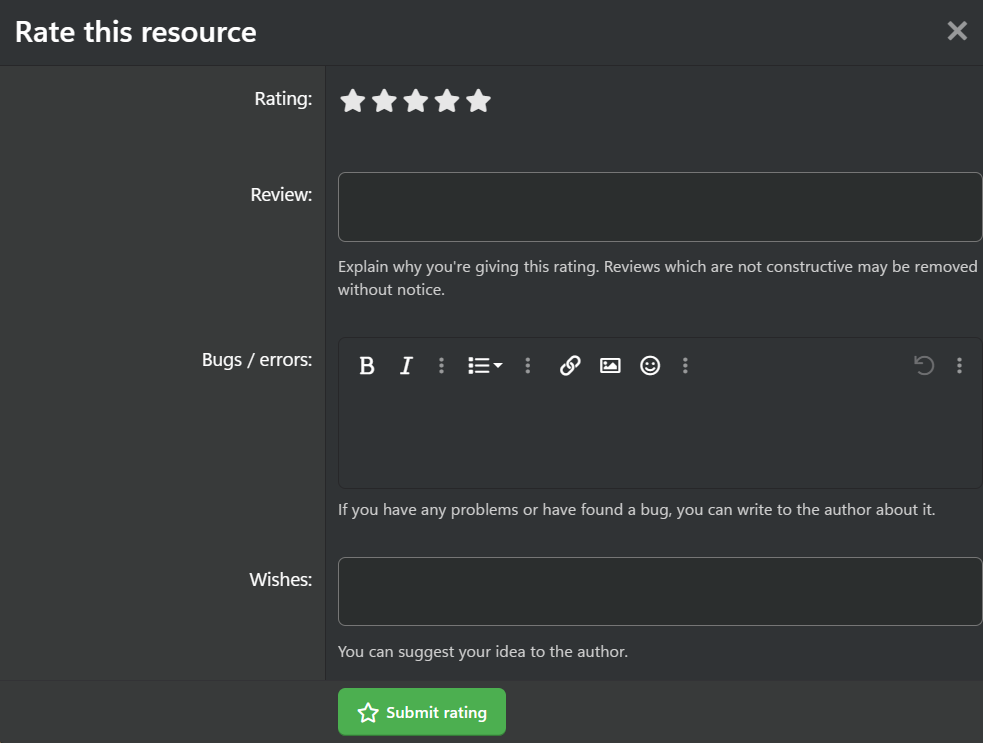 Rate this resource
Rating:
Review:
Explain why you're giving this rating. Reviews which are not constructive may be removed
without notice.
Bugs / errors:
B I
If you have any problems or have found a bug, you can write to the author about it.
Wishes:
You can suggest your idea to the author.
Submit rating